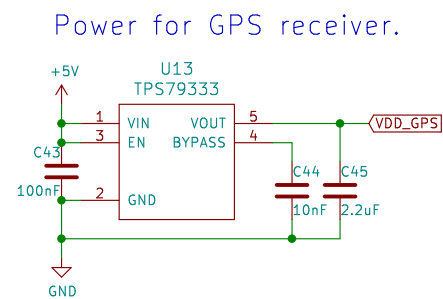 Power for GPS receiver.
+5V
U13
TPS79333
1 VIN VOUT 5
VDD_GPS
3 EN BYPASS 4
C43
100nF
C44
C45
2 GND
10nF
2.2uF
GND